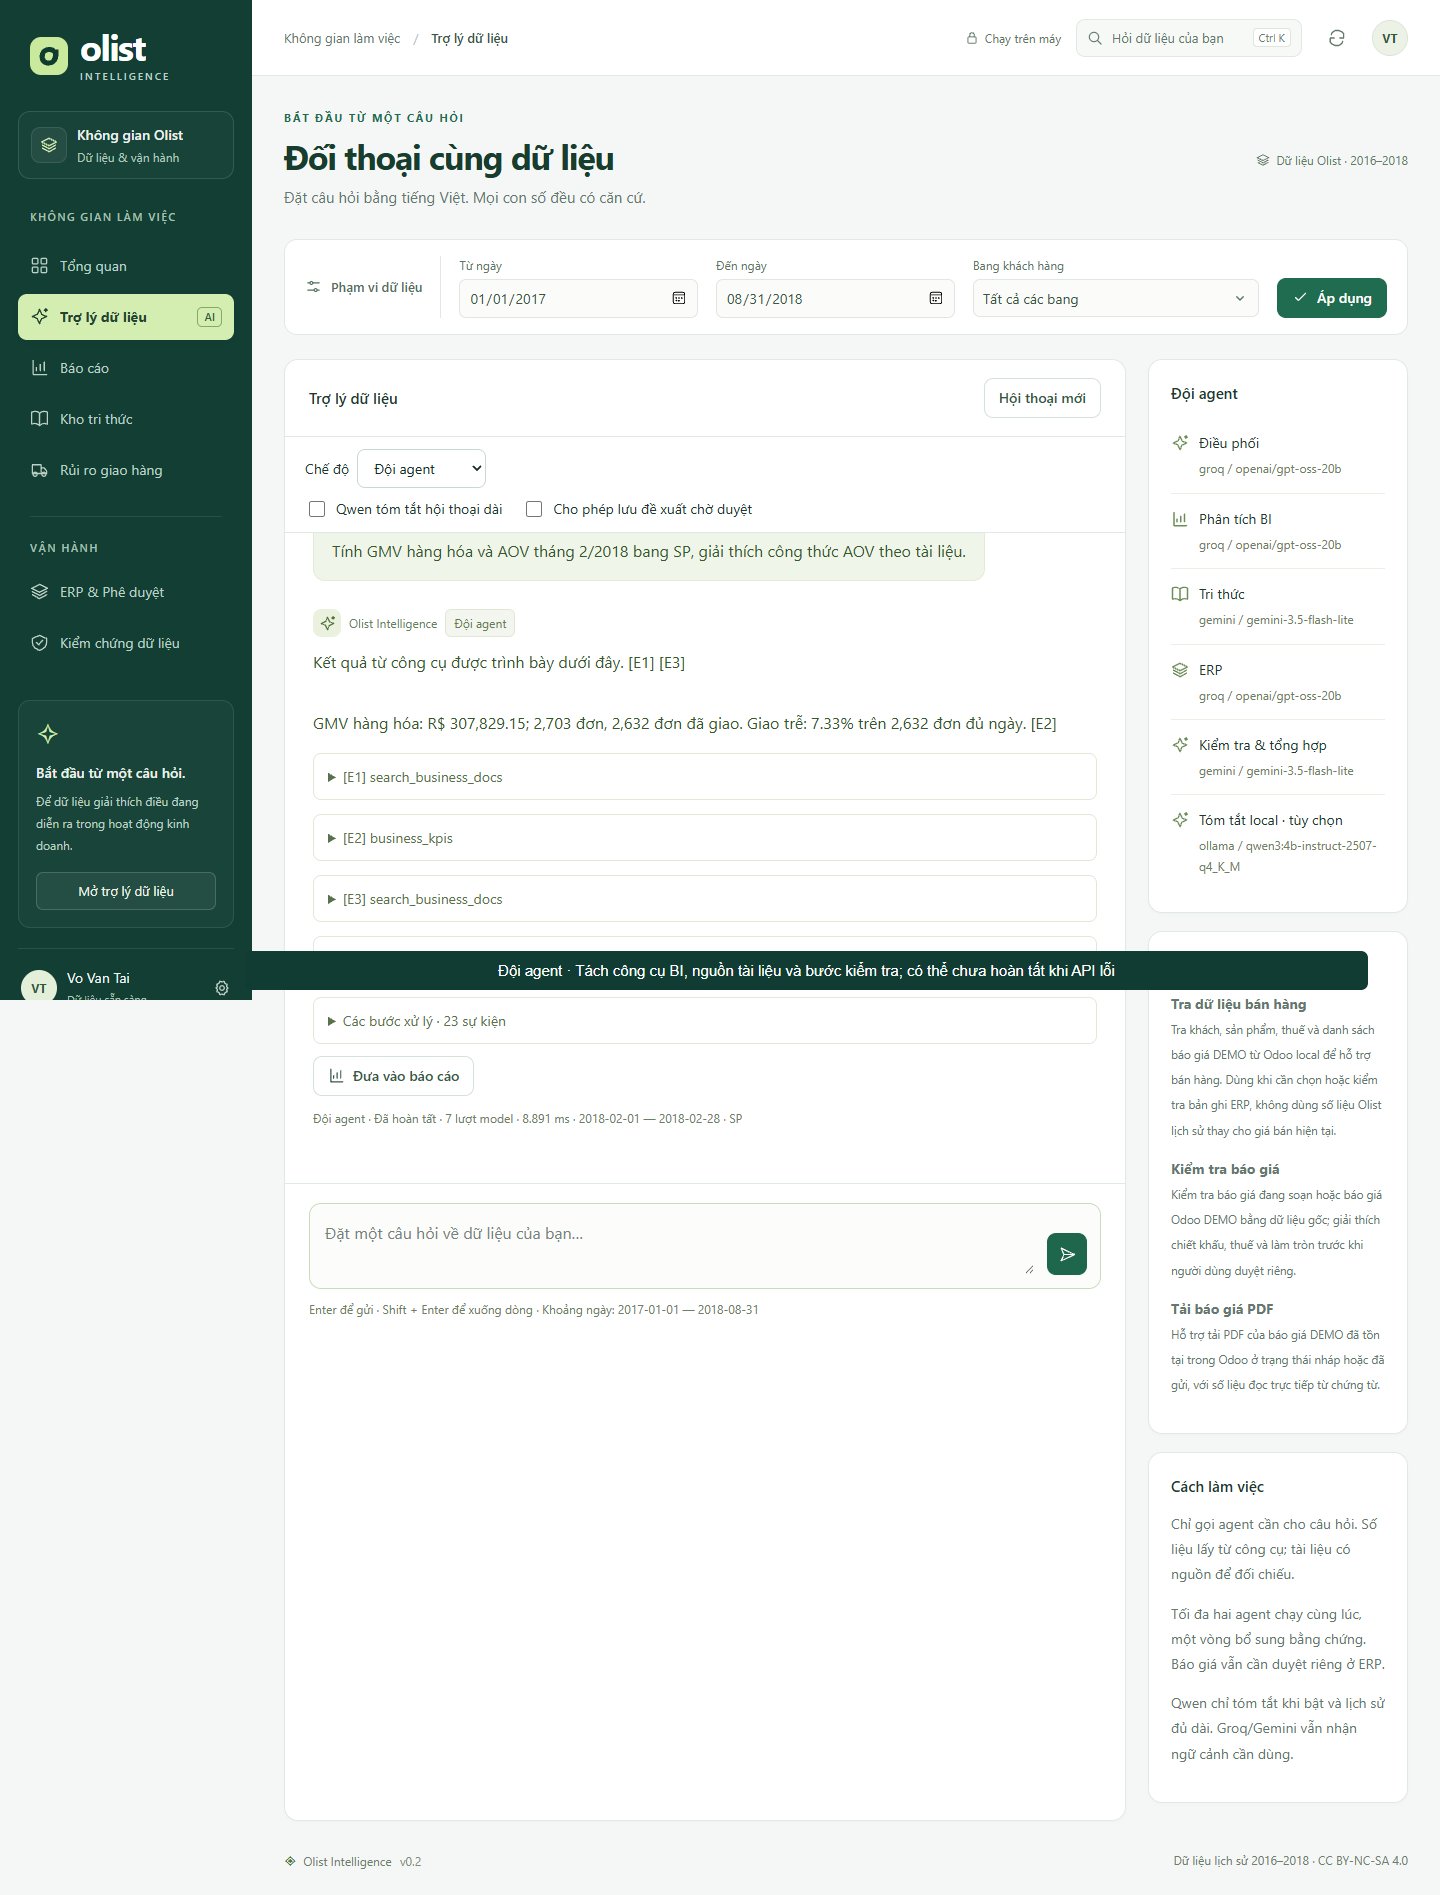 olist
INTELLIGENCE
Không gian Olist
Dữ liệu & vận hành
KHÔNG GIAN LÀM VIỆC
Tổng quan
Trợ lý dữ liệu AI
Báo cáo
Kho tri thức
Rủi ro giao hàng
VẬN HÀNH
ERP & Phê duyệt
Kiểm chứng dữ liệu
Bắt đầu từ một câu hỏi.
Để dữ liệu giải thích điều đang
diễn ra trong hoạt động kinh
doanh.
Mở trợ lý dữ liệu
VT
Vo Van Tai
Dữ liệu sẵn sàng
Không gian làm việc / Trợ lý dữ liệu
Chạy trên máy
Hỏi dữ liệu của bạn Ctrl K
VT
BẮT ĐẦU TỪ MỘT CÂU HỎI
Đối thoại cùng dữ liệu
Đặt câu hỏi bằng tiếng Việt. Mọi con số đều có căn cứ.
Dữ liệu Olist · 2016–2018
Phạm vi dữ liệu
Từ ngày
01/01/2017
Đến ngày
08/31/2018
Bang khách hàng
Tất cả các bang
Áp dụng
Trợ lý dữ liệu
Hội thoại mới
Chế độ Đội agent
Qwen tóm tắt hội thoại dài
Cho phép lưu đề xuất chờ duyệt
Tính GMV hàng hóa và AOV tháng 2/2018 bang SP, giải thích công thức AOV theo tài liệu.
Olist Intelligence Đội agent
Kết quả từ công cụ được trình bày dưới đây. [E1] [E3]
GMV hàng hóa: R$ 307,829.15; 2,703 đơn, 2,632 đơn đã giao. Giao trễ: 7.33% trên 2,632 đơn đủ ngày. [E2]
[E1] search_business_docs
[E2] business_kpis
[E3] search_business_docs
Đội agent · Tách công cụ BI, nguồn tài liệu và bước kiểm tra; có thể chưa hoàn tất khi API lỗi
Các bước xử lý · 23 sự kiện
Đưa vào báo cáo
Đội agent · Đã hoàn tất · 7 lượt model · 8.891 ms · 2018-02-01 — 2018-02-28 · SP
Đặt một câu hỏi về dữ liệu của bạn...
Enter để gửi · Shift + Enter để xuống dòng · Khoảng ngày: 2017-01-01 — 2018-08-31
Đội agent
Điều phối
groq / openai/gpt-oss-20b
Phân tích BI
groq / openai/gpt-oss-20b
Tri thức
gemini / gemini-3.5-flash-lite
ERP
groq / openai/gpt-oss-20b
Kiểm tra & tổng hợp
gemini / gemini-3.5-flash-lite
Tóm tắt local · tùy chọn
ollama / qwen3:4b-instruct-2507-
q4_K_M
Tra dữ liệu bán hàng
Tra khách, sản phẩm, thuế và danh sách
báo giá DEMO từ Odoo local để hỗ trợ
bán hàng. Dùng khi cần chọn hoặc kiểm
tra bản ghi ERP, không dùng số liệu Olist
lịch sử thay cho giá bán hiện tại.
Kiểm tra báo giá
Kiểm tra báo giá đang soạn hoặc báo giá
Odoo DEMO bằng dữ liệu gốc; giải thích
chiết khấu, thuế và làm tròn trước khi
người dùng duyệt riêng.
Tải báo giá PDF
Hỗ trợ tải PDF của báo giá DEMO đã tồn
tại trong Odoo ở trạng thái nháp hoặc đã
gửi, với số liệu đọc trực tiếp từ chứng từ.
Cách làm việc
Chỉ gọi agent cần cho câu hỏi. Số
liệu lấy từ công cụ; tài liệu có
nguồn để đối chiếu.
Tối đa hai agent chạy cùng lúc,
một vòng bổ sung bằng chứng.
Báo giá vẫn cần duyệt riêng ở ERP.
Qwen chỉ tóm tắt khi bật và lịch sử
đủ dài. Groq/Gemini vẫn nhận
ngữ cảnh cần dùng.
Olist Intelligence v0.2
Dữ liệu lịch sử 2016–2018 · CC BY-NC-SA 4.0